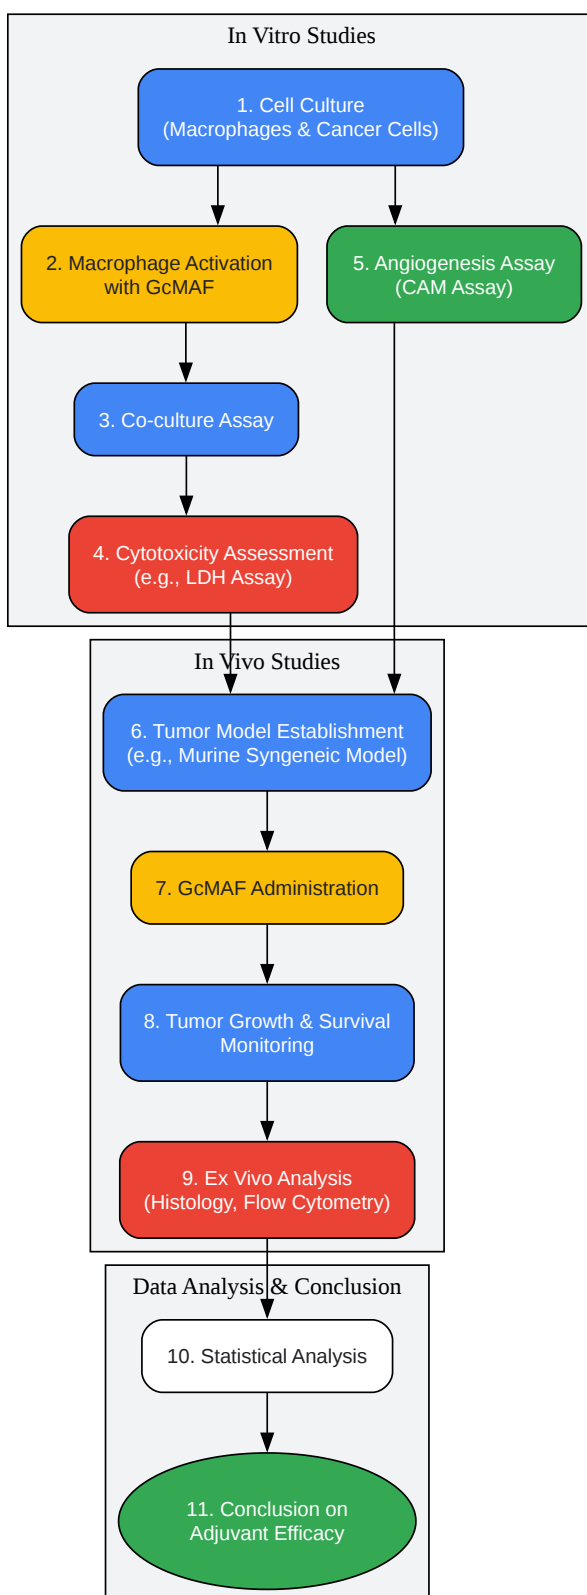 In Vitro Studies
1. Cell Culture
(Macrophages & Cancer Cells)
2. Macrophage Activation
with GcMAF
5. Angiogenesis Assay
(CAM Assay)
3. Co-culture Assay
4. Cytotoxicity Assessment
(e.g., LDH Assay)
In Vivo Studies
6. Tumor Model Establishment
(e.g., Murine Syngeneic Model)
7. GcMAF Administration
8. Tumor Growth & Survival
Monitoring
9. Ex Vivo Analysis
(Histology, Flow Cytometry)
Data Analysis & Conclusion
10. Statistical Analysis
11. Conclusion on
Adjuvant Efficacy